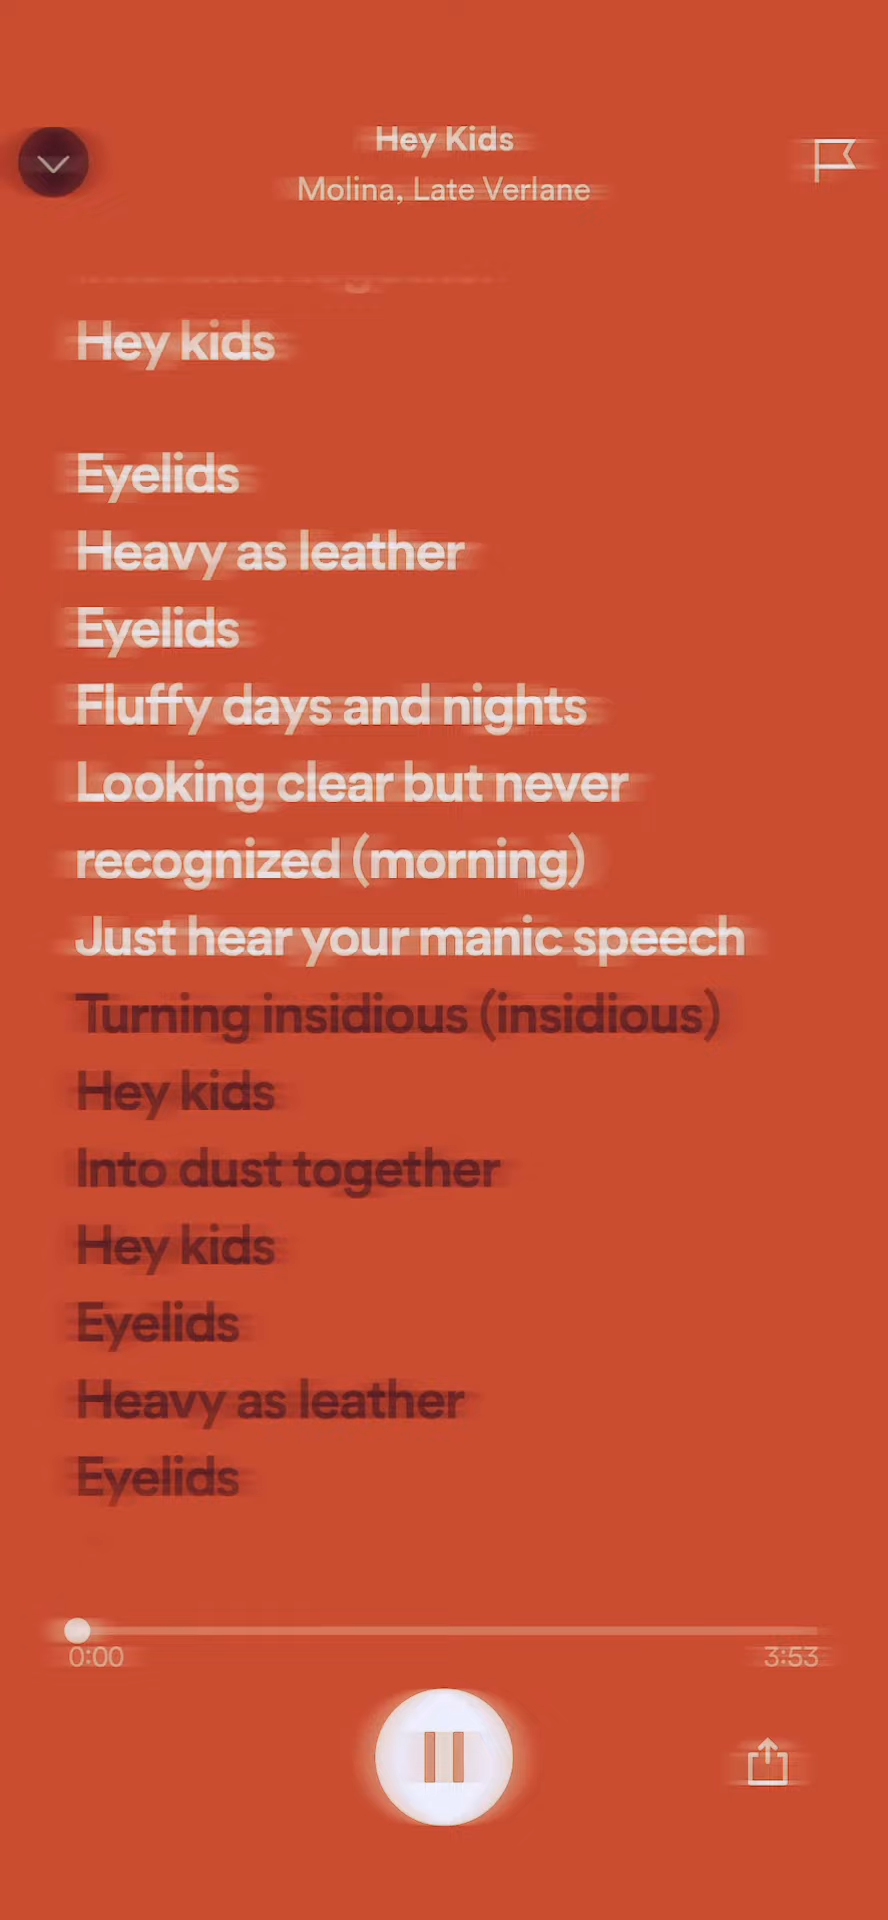 Hey Kids
Molina, Late Verlane
Hey kids
Eyelids
Heavy as leather
Eyelids
Fluffy days and nights
Looking clear but never
recognized (morning)
Just hear your manic speech
Turning insidious (insidious)
Hey kids
Into dust together
Hey kids
Eyelids
Heavy as leather
Eyelids
0:00
3:53